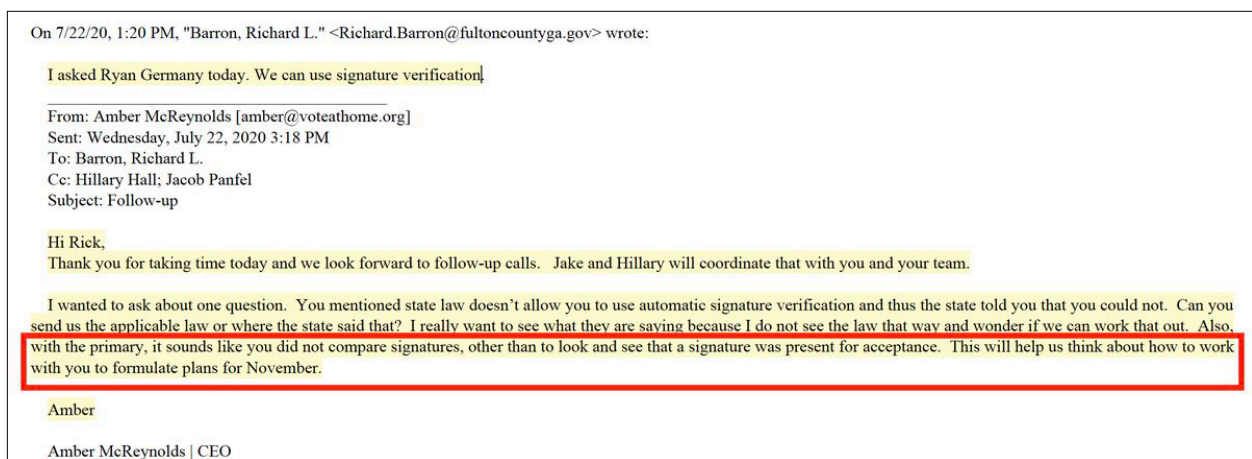 On 7/22/20, 1:20 PM, "Barron, Richard L." <Richard.Barron@fultoncountyga.gov> wrote:
I asked Ryan Germany today. We can use signature verification.
From: Amber McReynolds [amber@voteathome.org]
Sent: Wednesday, July 22, 2020 3:18 PM
To: Barron, Richard L.
Cc: Hillary Hall; Jacob Panfel
Subject: Follow-up
Hi Rick,
Thank you for taking time today and we look forward to follow-up calls. Jake and Hillary will coordinate that with you and your team.
I wanted to ask about one question. You mentioned state law doesn't allow you to use automatic signature verification and thus the state told you that you could not. Can you
send us the applicable law or where the state said that? I really want to see what they are saying because I do not see the law that way and wonder if we can work that out. Also,
with the primary, it sounds like you did not compare signatures, other than to look and see that a signature was present for acceptance. This will help us think about how to work
with you to formulate plans for November.
Amber
Amber McReynolds | CEO